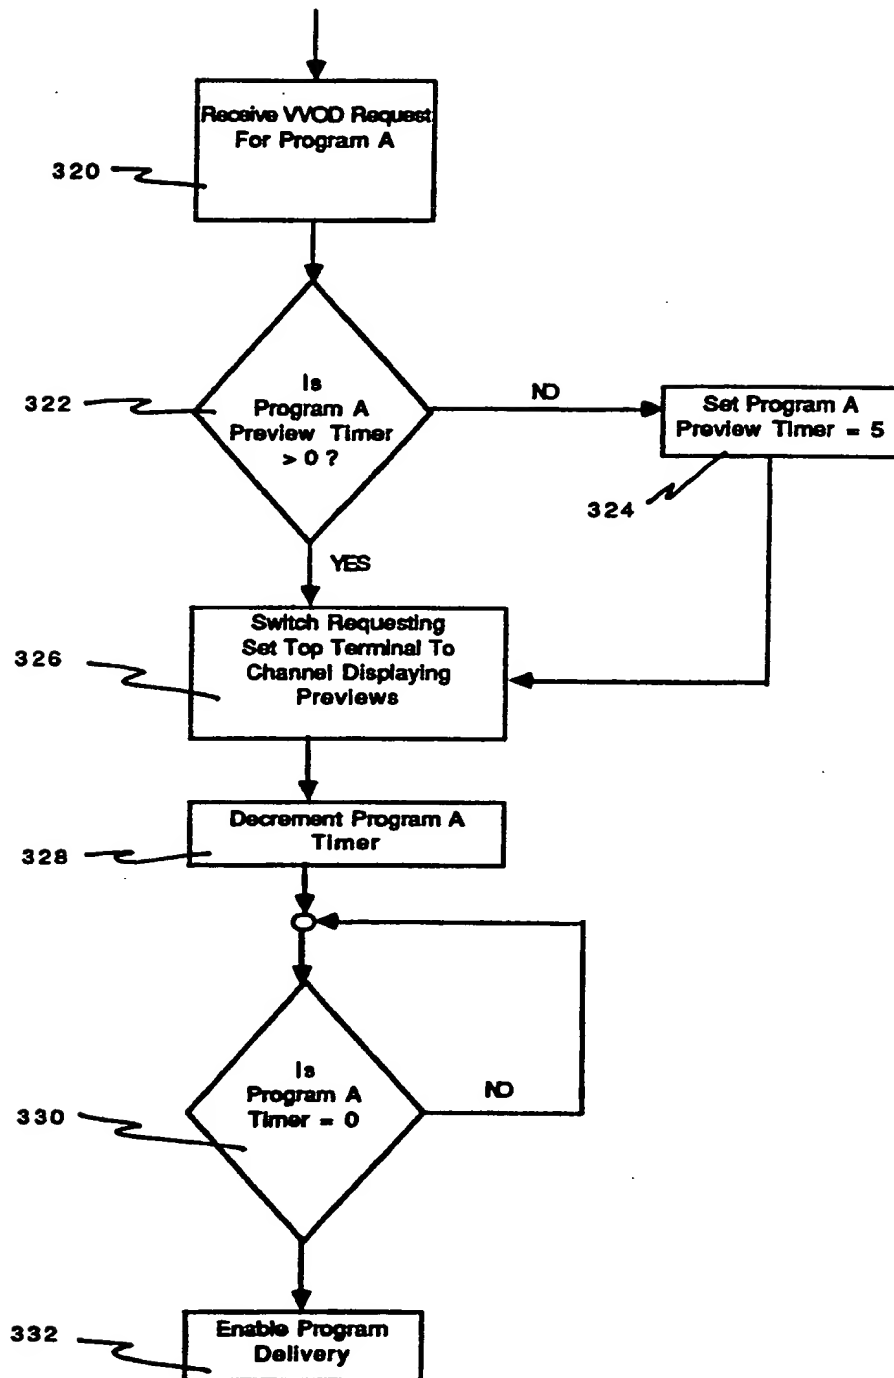 Receive VVOD Request
For Program A
320
Is
Program A
Preview Timer
> 0 ?
322
NO
Set Program A
Preview Timer = 5
324
YES
Switch Requesting
Set Top Terminal To
Channel Displaying
Previews
326
Decrement Program A
Timer
328
Is
Program A
Timer = 0
330
NO
Enable Program
Delivery
332